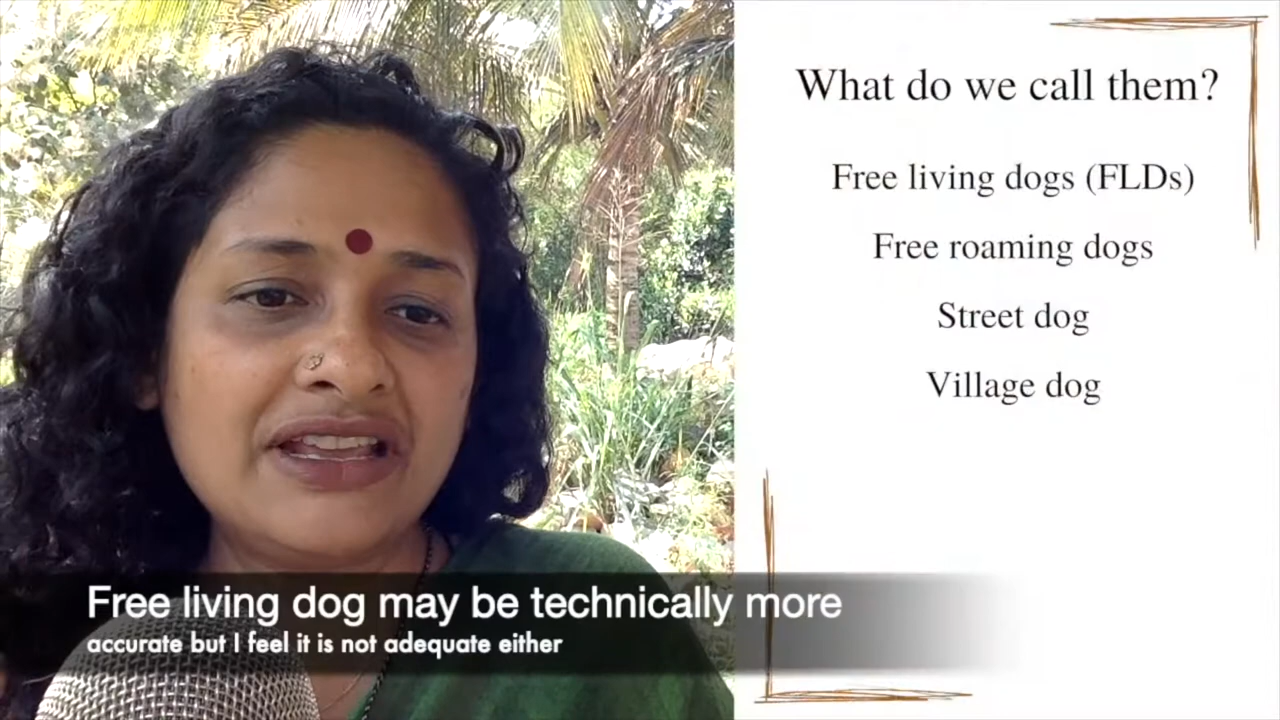 What do we call them?
Free living dogs (FLDs)
Free roaming dogs
Street dog
Village dog
Free living dog may be technically more
accurate but I feel it is not adequate either